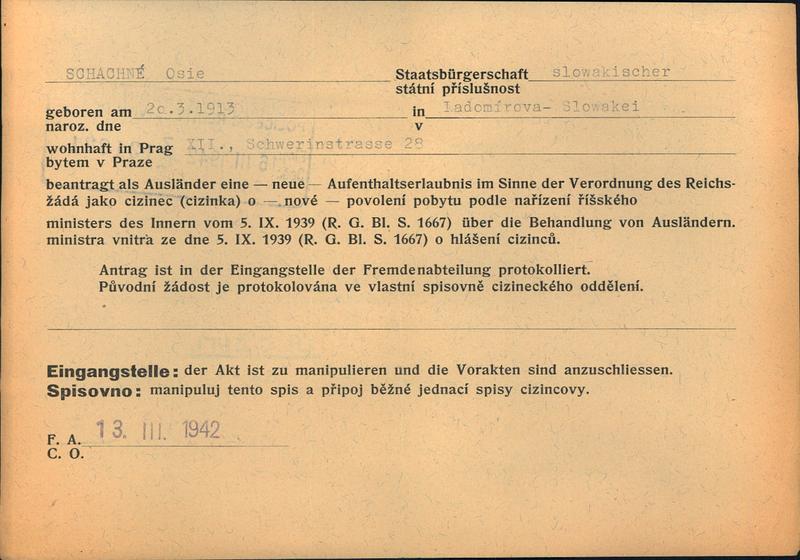 SCHACHNÉ Osie Staatsbürgerschaft slowakischer
státní příslušnost
geboren am 20.3.1913 in Ladomírova- Slowakei
naroz. dne v
wohnhaft in Prag XII., Schwerinstrasse 28
bytem v Praze
beantragt als Ausländer eine — neue — Aufenthaltserlaubnis im Sinne der Verordnung des Reichs-
žádá jako cizinec (cizinka) o — nové — povolení pobytu podle nařízení říšského
ministers des Innern vom 5. IX. 1939 (R. G. Bl. S. 1667) über die Behandlung von Ausländern.
ministra vnitra ze dne 5. IX. 1939 (R. G. Bl. S. 1667) o hlášení cizinců.
Antrag ist in der Eingangstelle der Fremdenabteilung protokolliert.
Původní žádost je protokolována ve vlastní spisovně cizineckého oddělení.
Eingangstelle: der Akt ist zu manipulieren und die Vorakten sind anzuschliessen.
Spisovno: manipuluj tento spis a připoj běžné jednací spisy cizincovy.
F. A. 13. III. 1942
C. O.